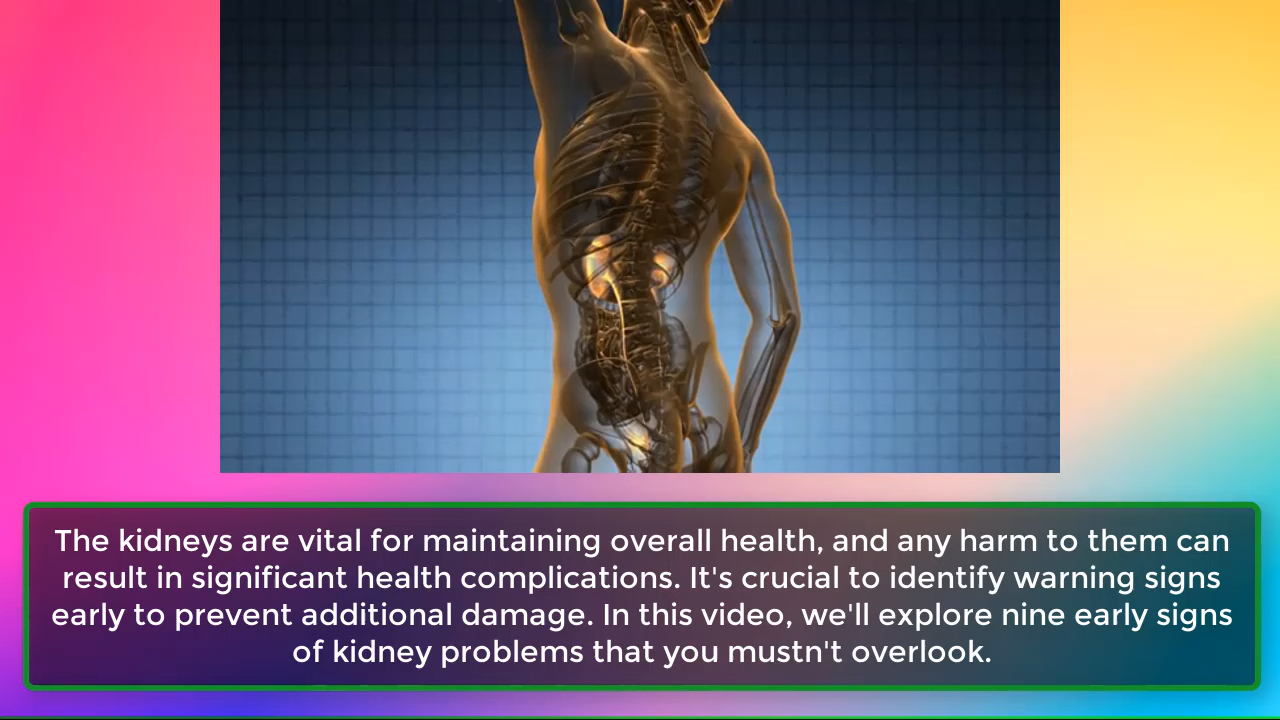 The kidneys are vital for maintaining overall health, and any harm to them can
result in significant health complications. It's crucial to identify warning signs
early to prevent additional damage. In this video, we'll explore nine early signs
of kidney problems that you mustn't overlook.